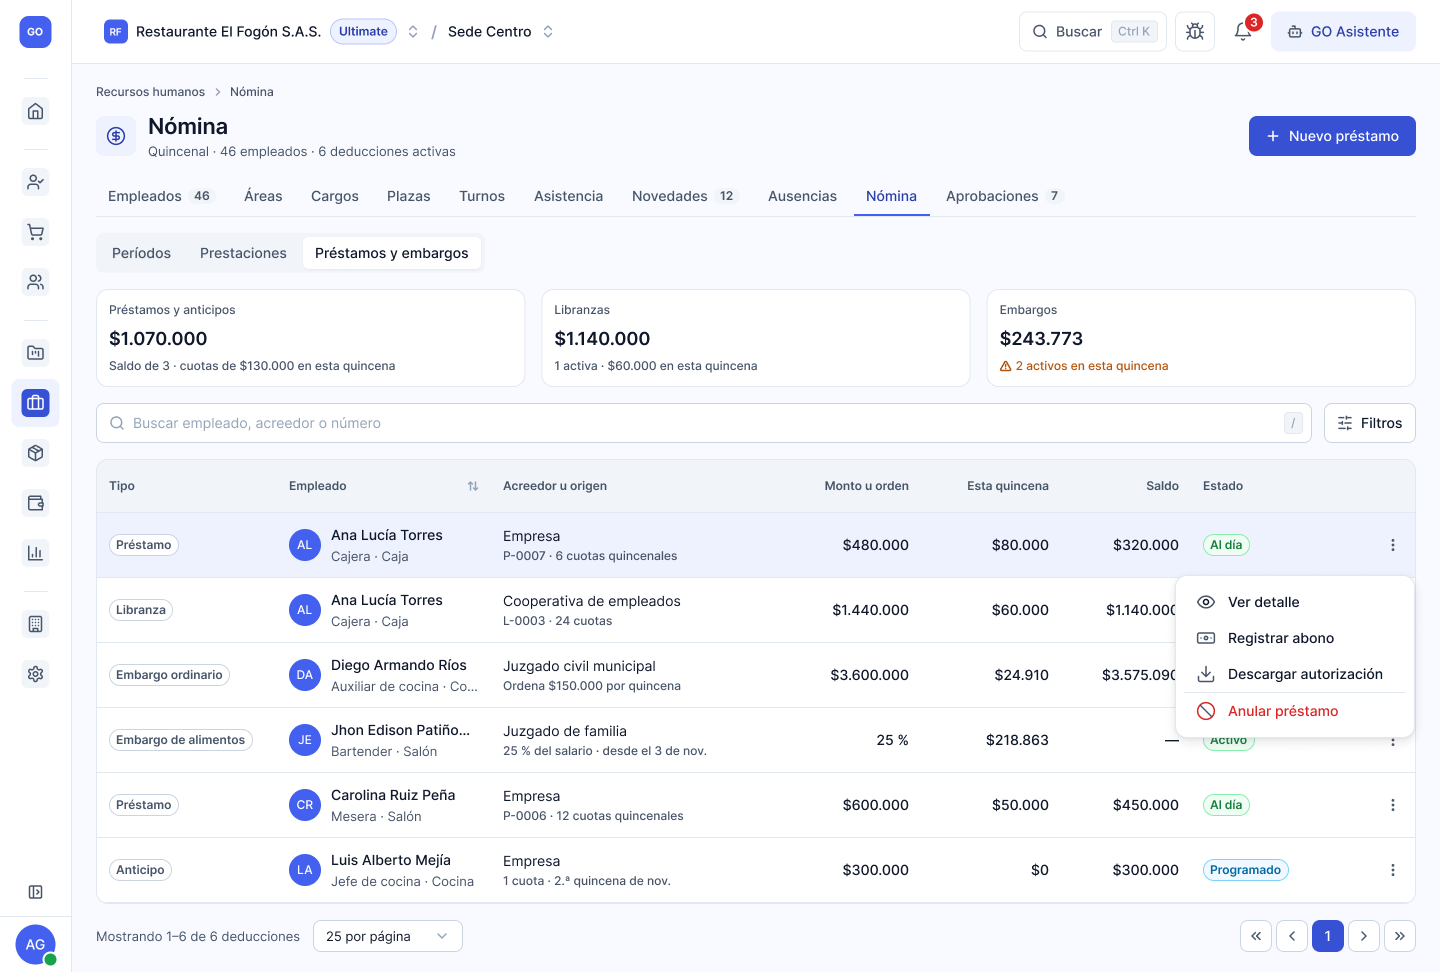 GO
RF Restaurante El Fogón S.A.S. Ultimate / Sede Centro
Buscar Ctrl K
3
GO Asistente
Recursos humanos > Nómina
Nómina
Quincenal · 46 empleados · 6 deducciones activas
+ Nuevo préstamo
Empleados 46 Áreas Cargos Plazas Turnos Asistencia Novedades 12 Ausencias Nómina Aprobaciones 7
Períodos Prestaciones Préstamos y embargos
Préstamos y anticipos
$1.070.000
Saldo de 3 · cuotas de $130.000 en esta quincena
Libranzas
$1.140.000
1 activa · $60.000 en esta quincena
Embargos
$243.773
2 activos en esta quincena
Buscar empleado, acreedor o número /
Filtros
Tipo Empleado Acreedor u origen Monto u orden Esta quincena Saldo Estado
Préstamo AL Ana Lucía Torres Empresa $480.000 $80.000 $320.000 Al día
Cajera · Caja P-0007 · 6 cuotas quincenales
Libranza AL Ana Lucía Torres Cooperativa de empleados $1.440.000 $60.000 $1.140.000
Cajera · Caja L-0003 · 24 cuotas
Embargo ordinario DA Diego Armando Ríos Juzgado civil municipal $3.600.000 $24.910 $3.575.090
Auxiliar de cocina · Co... Ordena $150.000 por quincena
Embargo de alimentos JE Jhon Edison Patiño... Juzgado de familia 25 % $218.863 — Activo
Bartender · Salón 25 % del salario · desde el 3 de nov.
Préstamo CR Carolina Ruiz Peña Empresa $600.000 $50.000 $450.000 Al día
Mesera · Salón P-0006 · 12 cuotas quincenales
Anticipo LA Luis Alberto Mejía Empresa $300.000 $0 $300.000 Programado
Jefe de cocina · Cocina 1 cuota · 2.ª quincena de nov.
Ver detalle
Registrar abono
Descargar autorización
Anular préstamo
Mostrando 1–6 de 6 deducciones 25 por página
« ‹ 1 › »
AG